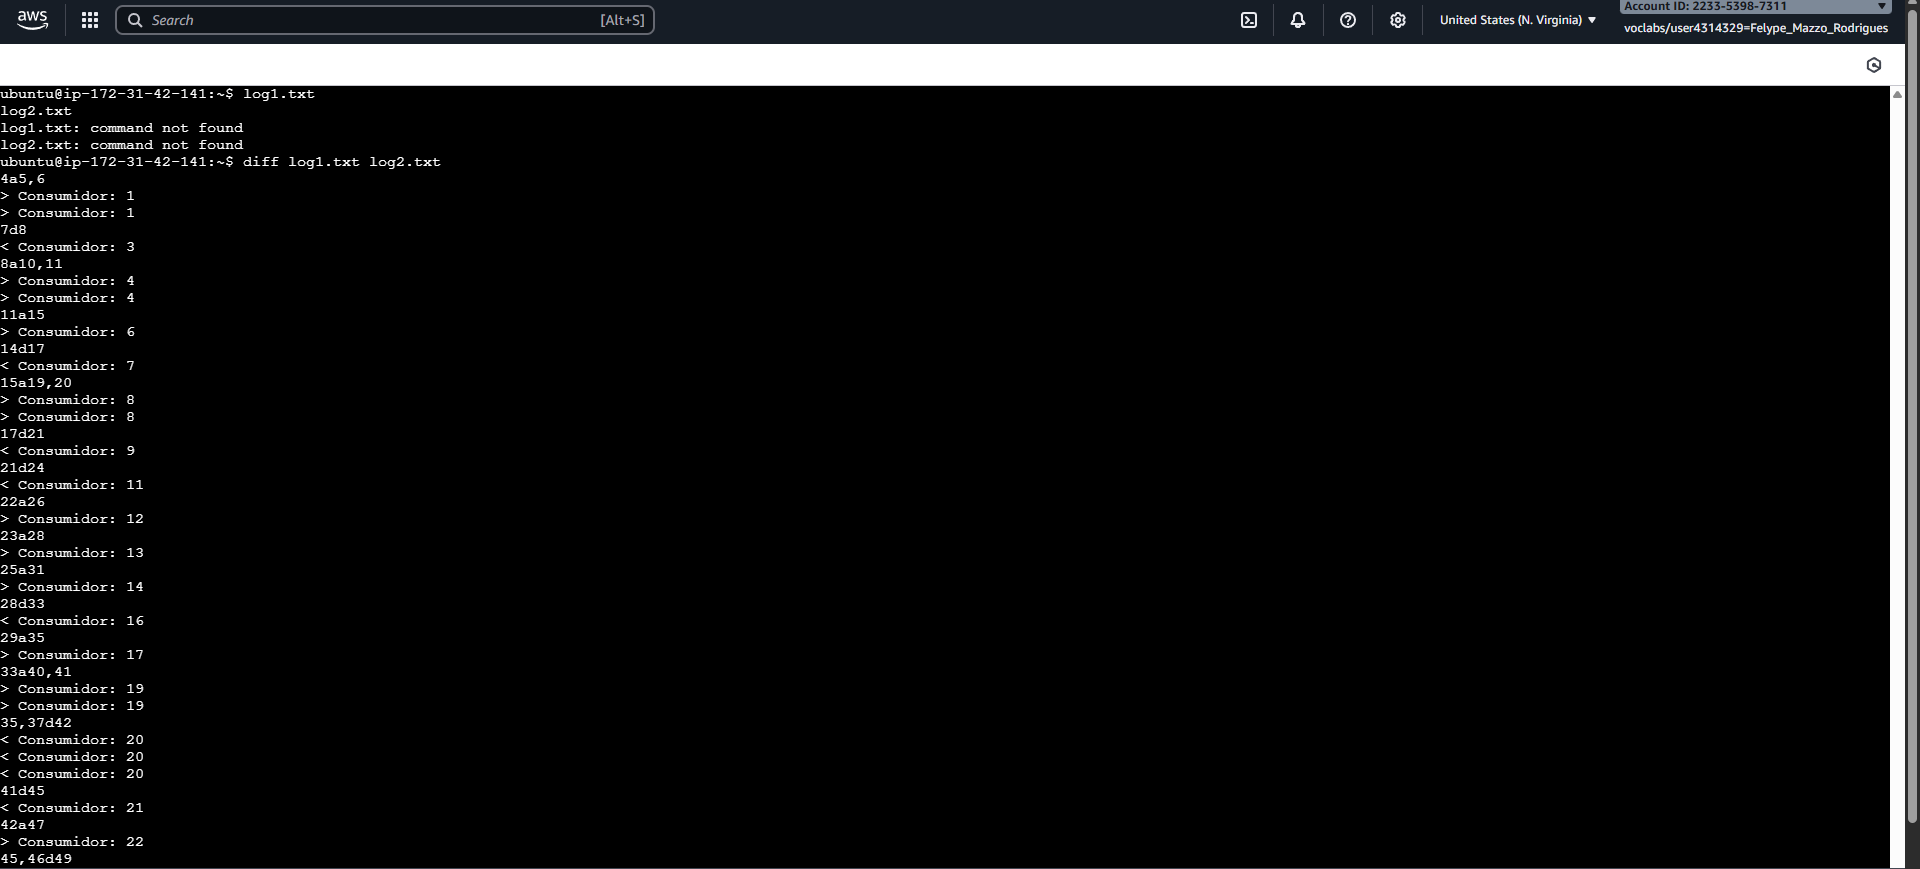 aws
Search [Alt+S]
United States (N. Virginia)
Account ID: 2233-5398-7311
voclabs/user4314329=Felype_Mazzo_Rodrigues
ubuntu@ip-172-31-42-141:~$ log1.txt
log2.txt
log1.txt: command not found
log2.txt: command not found
ubuntu@ip-172-31-42-141:~$ diff log1.txt log2.txt
4a5,6
> Consumidor: 1
> Consumidor: 1
7d8
< Consumidor: 3
8a10,11
> Consumidor: 4
> Consumidor: 4
11a15
> Consumidor: 6
14d17
< Consumidor: 7
15a19,20
> Consumidor: 8
> Consumidor: 8
17d21
< Consumidor: 9
21d24
< Consumidor: 11
22a26
> Consumidor: 12
23a28
> Consumidor: 13
25a31
> Consumidor: 14
28d33
< Consumidor: 16
29a35
> Consumidor: 17
33a40,41
> Consumidor: 19
> Consumidor: 19
35,37d42
< Consumidor: 20
< Consumidor: 20
< Consumidor: 20
41d45
< Consumidor: 21
42a47
> Consumidor: 22
45,46d49